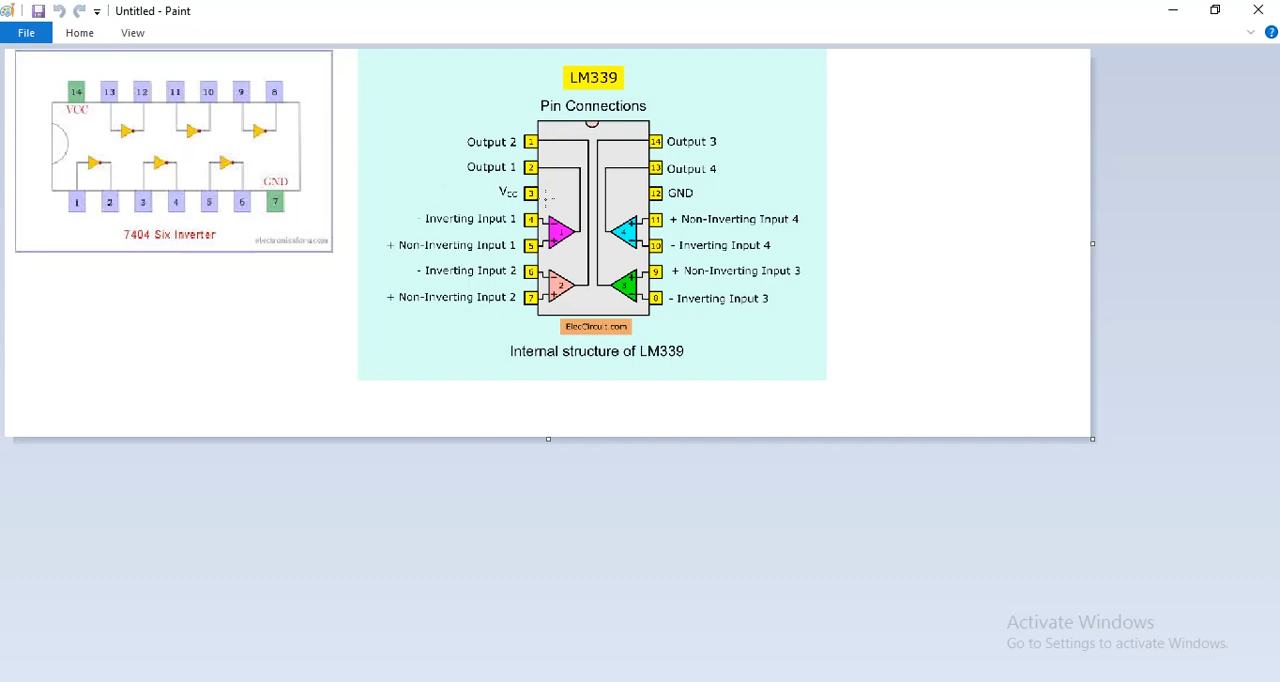 Untitled - Paint
File Home View
14 13 12 11 10 9 8
VCC
GND
1 2 3 4 5 6 7
7404 Six Inverter
LM339
Pin Connections
Output 2 1 14 Output 3
Output 1 2 13 Output 4
VCC 3 12 GND
- Inverting Input 1 4 11 + Non-Inverting Input 4
1 4
+ Non-Inverting Input 1 5 10 - Inverting Input 4
- Inverting Input 2 6 9 + Non-Inverting Input 3
2 3
+ Non-Inverting Input 2 7 8 - Inverting Input 3
ElecCircuit.com
Internal structure of LM339
Activate Windows
Go to Settings to activate Windows.